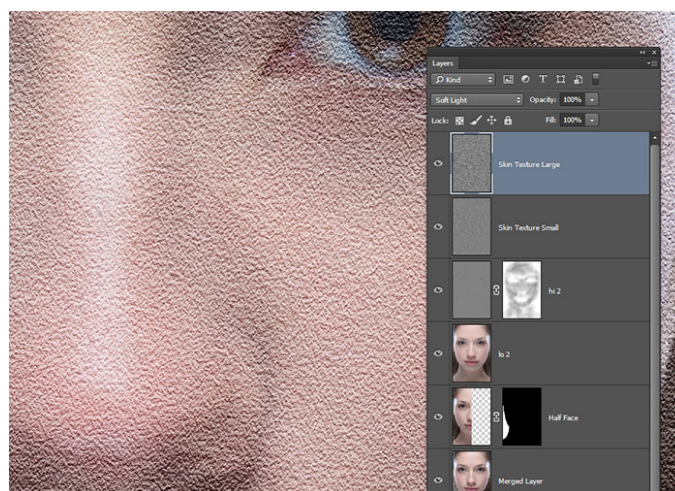 Layers
Kind
Soft Light Opacity: 100%
Lock: Fill: 100%
Skin Texture Large
Skin Texture Small
hi 2
lo 2
Half Face
Merged Layer